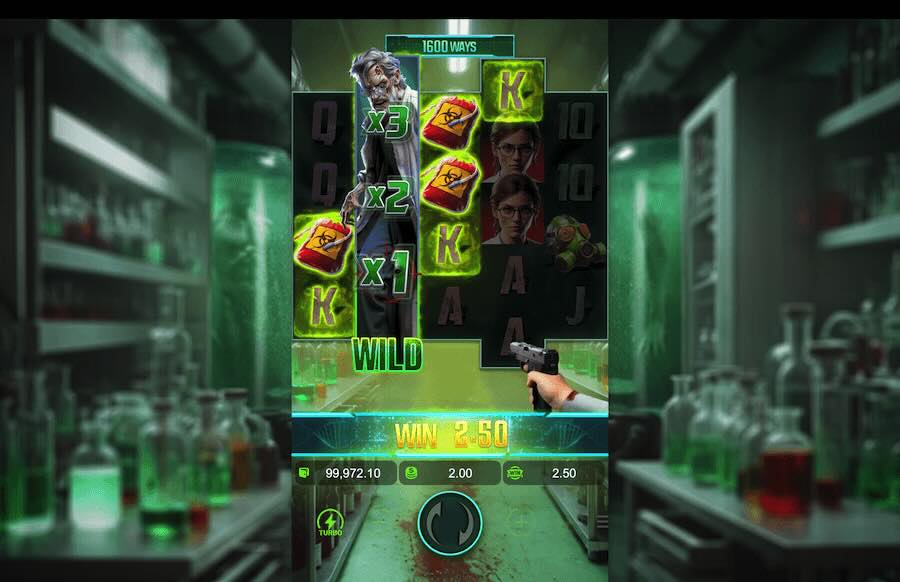 1600 WAYS
K
Q
x3
10
Q
x2
10
K
x1
K
A
A
J
A
WILD
WIN 2.50
99,972.10 2.00 2.50
TURBO